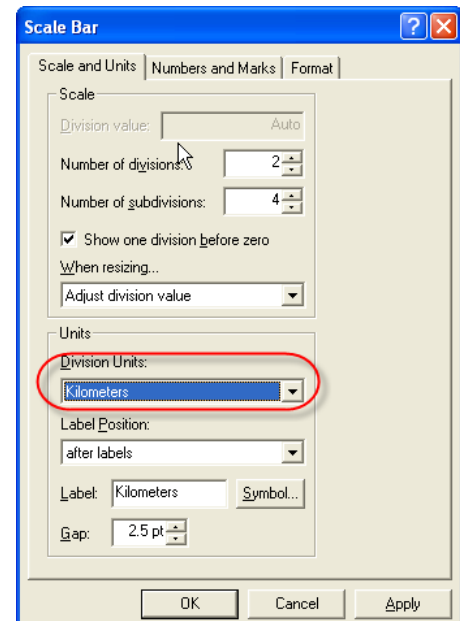 Scale Bar
Scale and Units Numbers and Marks Format
Scale
Division value: Auto
Number of divisions: 2
Number of subdivisions: 4
Show one division before zero
When resizing...
Adjust division value
Units
Division Units:
Kilometers
Label Position:
after labels
Label: Kilometers Symbol...
Gap: 2.5 pt
OK Cancel Apply